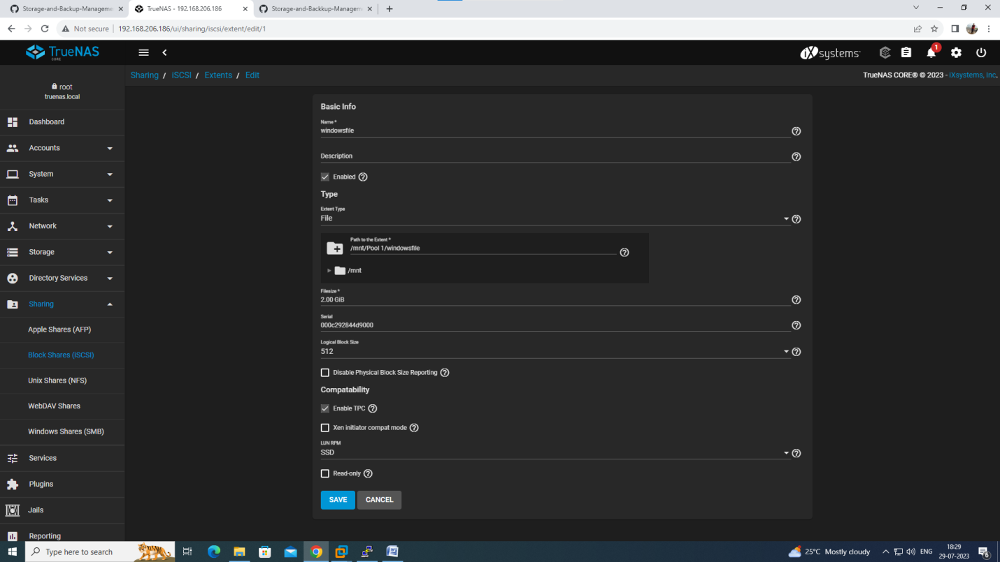 Storage-and-Backup-Manageme
TrueNAS - 192.168.206.186
Storage-and-Backkup-Managemen
Not secure
192.168.206.186/ui/sharing/iscsi/extent/edit/1
TrueNAS
CORE
iXsystems
1
Sharing / iSCSI / Extents / Edit
TrueNAS CORE® © 2023 - iXsystems, Inc.
root
truenas.local
Dashboard
Accounts
System
Tasks
Network
Storage
Directory Services
Sharing
Apple Shares (AFP)
Block Shares (iSCSI)
Unix Shares (NFS)
WebDAV Shares
Windows Shares (SMB)
Services
Plugins
Jails
Reporting
Basic Info
Name *
windowsfile
Description
Enabled
Type
Extent Type
File
Path to the Extent *
/mnt/Pool 1/windowsfile
/mnt
Filesize *
2.00 GiB
Serial
000c292844d9000
Logical Block Size
512
Disable Physical Block Size Reporting
Compatability
Enable TPC
Xen initiator compat mode
LUN RPM
SSD
Read-only
SAVE
CANCEL
Type here to search
25°C Mostly cloudy
ENG
18:29
29-07-2023
6